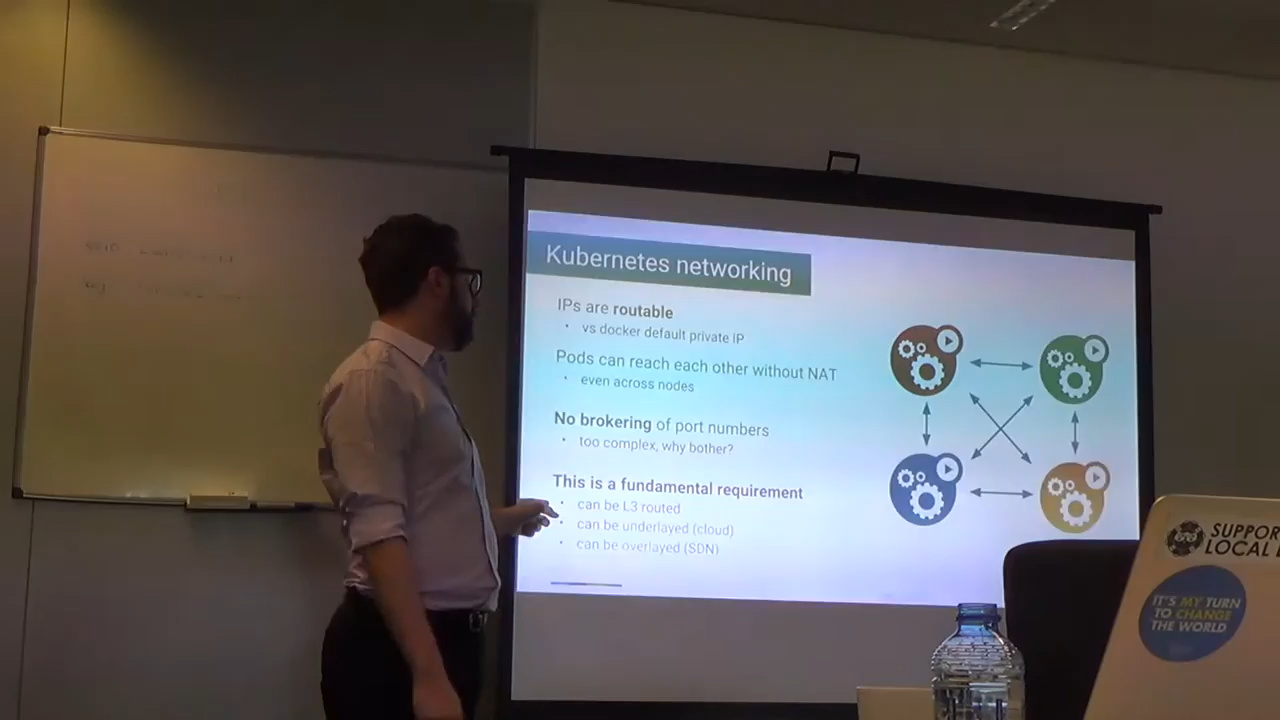 Kubernetes networking
IPs are routable
vs docker default private IP
Pods can reach each other without NAT
even across nodes
No brokering of port numbers
too complex, why bother?
This is a fundamental requirement
can be L3 routed
can be underlayed (cloud)
can be overlayed (SDN)
SUPPOR
LOCAL
IT'S MY TURN
TO CHANGE
THE WORLD